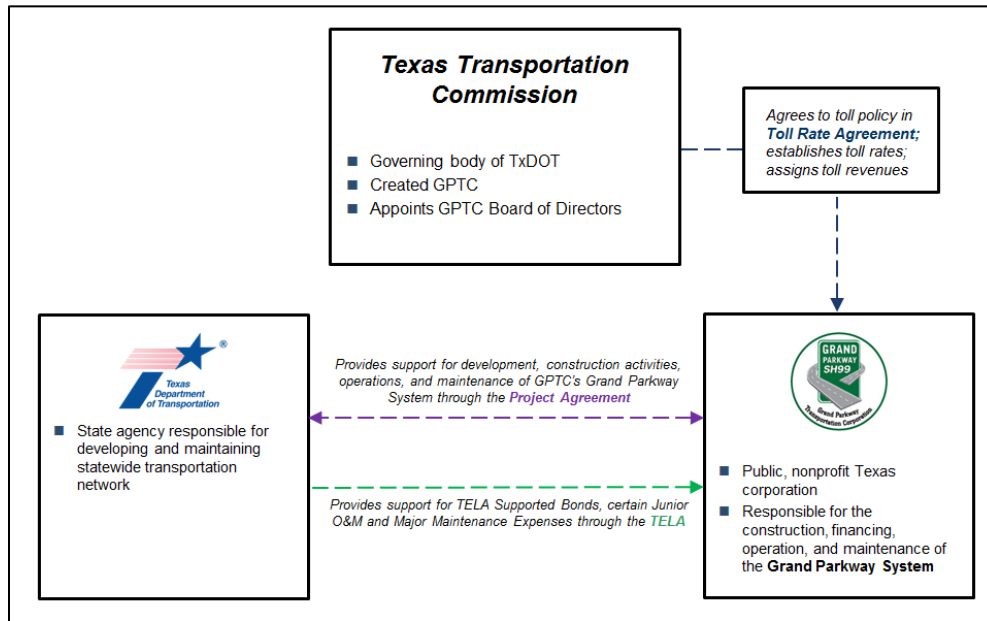 Texas Transportation
Commission
Governing body of TxDOT
Created GPTC
Appoints GPTC Board of Directors
Agrees to toll policy in
Toll Rate Agreement;
establishes toll rates;
assigns toll revenues
®
Texas
Department
of Transportation
State agency responsible for
developing and maintaining
statewide transportation
network
Provides support for development, construction activities,
operations, and maintenance of GPTC's Grand Parkway
System through the Project Agreement
Provides support for TELA Supported Bonds, certain Junior
O&M and Major Maintenance Expenses through the TELA
GRAND
PARKWAY
SH99
Grand Parkway
Transportation Corporation
Public, nonprofit Texas
corporation
Responsible for the
construction, financing,
operation, and maintenance of
the Grand Parkway System